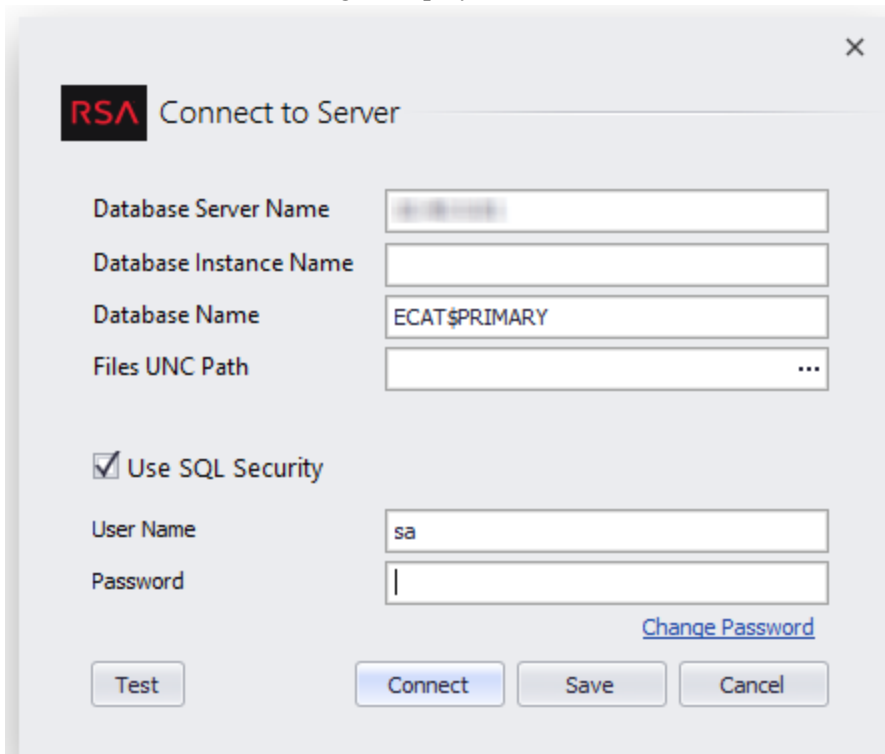 RSA Connect to Server
Database Server Name
Database Instance Name
Database Name ECAT$PRIMARY
Files UNC Path ...
Use SQL Security
User Name sa
Password
Change Password
Test Connect Save Cancel